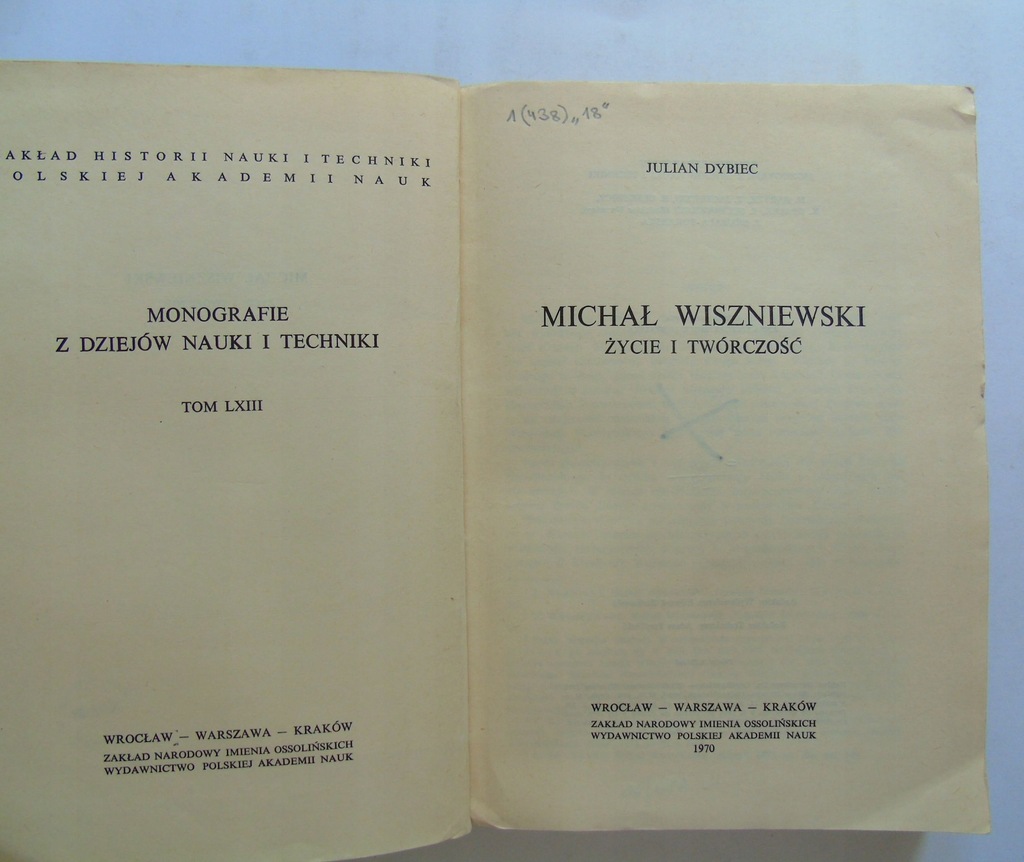 AKŁAD HISTORII NAUKI I TECHNIKI
OLSKIEJ AKADEMII NAUK
MONOGRAFIE
Z DZIEJÓW NAUKI I TECHNIKI
TOM LXIII
WROCŁAW – WARSZAWA – KRAKÓW
ZAKŁAD NARODOWY IMIENIA OSSOLIŃSKICH
WYDAWNICTWO POLSKIEJ AKADEMII NAUK
1(438)„18"
JULIAN DYBIEC
MICHAŁ WISZNIEWSKI
ŻYCIE I TWÓRCZOŚĆ
WROCŁAW – WARSZAWA – KRAKÓW
ZAKŁAD NARODOWY IMIENIA OSSOLIŃSKICH
WYDAWNICTWO POLSKIEJ AKADEMII NAUK
1970